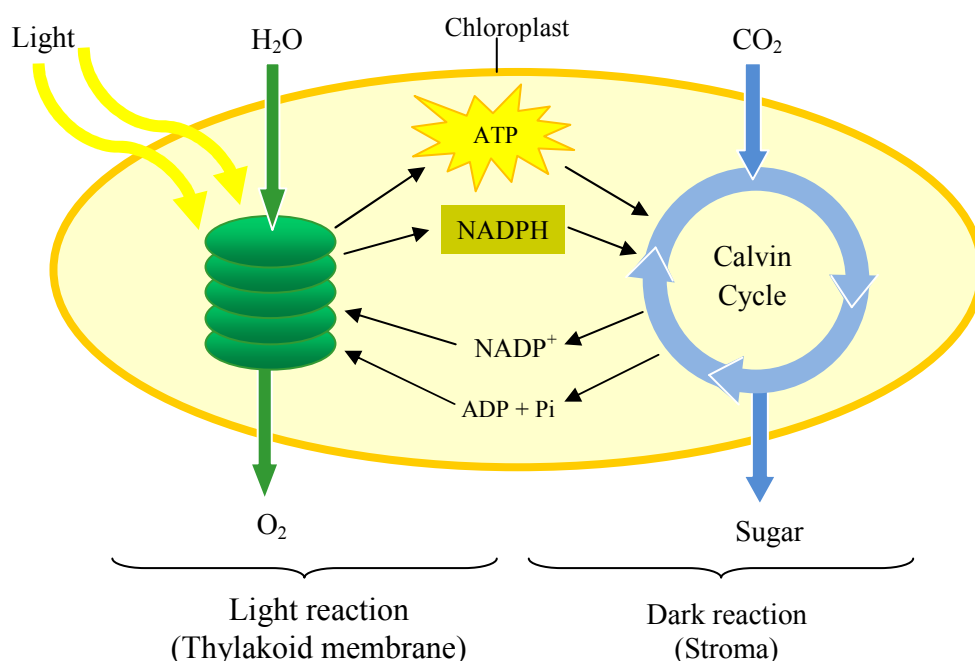 Light
H₂O
Chloroplast
CO₂
ATP
NADPH
Calvin
Cycle
NADP⁺
ADP + Pi
O₂
Sugar
Light reaction
(Thylakoid membrane)
Dark reaction
(Stroma)